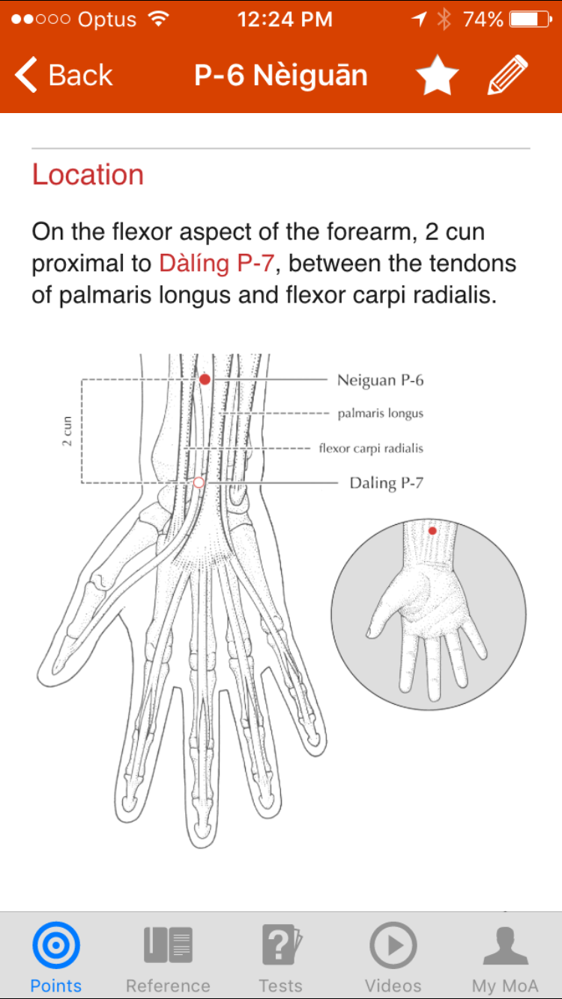 Optus 12:24 PM 74%
Back P-6 Nèiguān
Location
On the flexor aspect of the forearm, 2 cun
proximal to Dàlíng P-7, between the tendons
of palmaris longus and flexor carpi radialis.
Neiguan P-6
palmaris longus
2 cun
flexor carpi radialis
Daling P-7
Points Reference Tests Videos My MoA